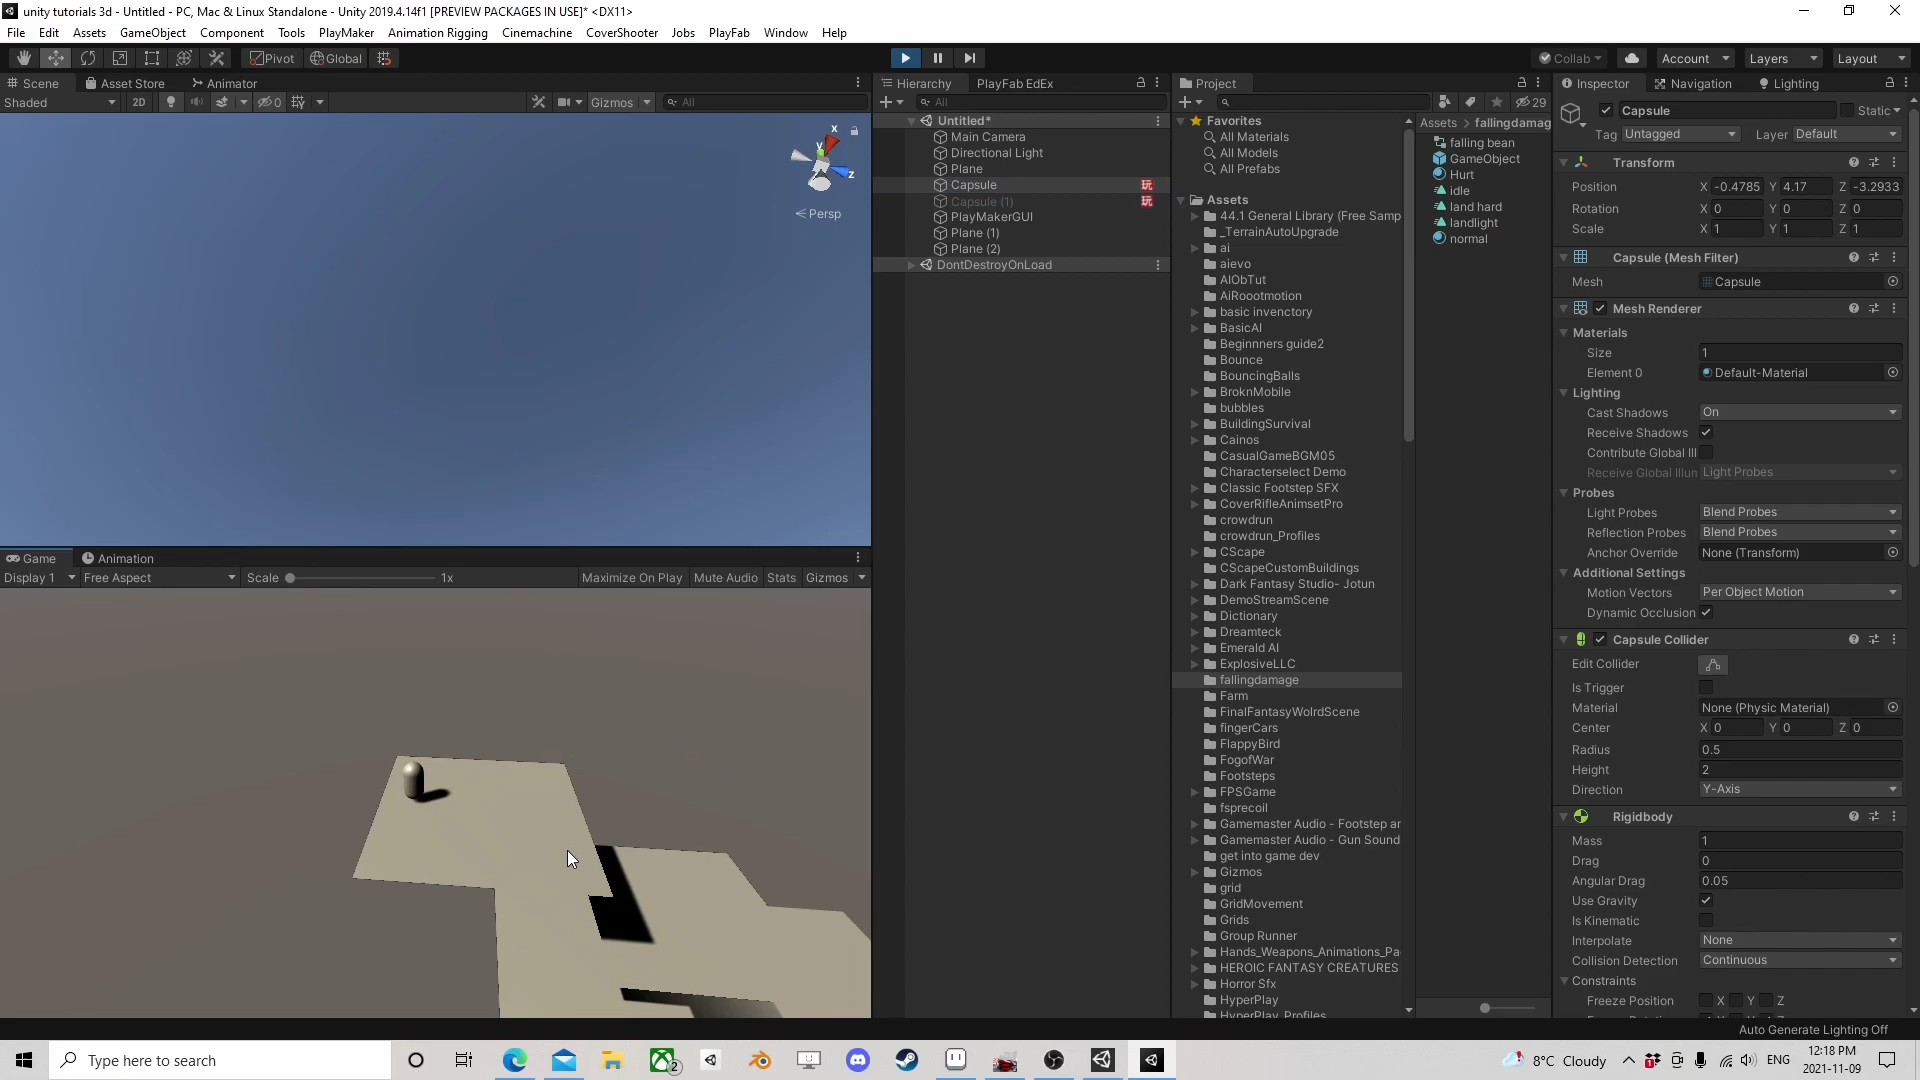 unity tutorials 3d - Untitled - PC, Mac & Linux Standalone - Unity 2019.4.14f1 [PREVIEW PACKAGES IN USE]* <DX11>
File Edit Assets GameObject Component Tools PlayMaker Animation Rigging Cinemachine CoverShooter Jobs PlayFab Window Help
Pivot Global Collab Account Layers Layout
Scene Asset Store Animator
Shaded 2D 0 Gizmos All
x y z
Persp
Game Animation
Display 1 Free Aspect Scale 1x Maximize On Play Mute Audio Stats Gizmos
Hierarchy PlayFab EdEx
All
Untitled*
Main Camera
Directional Light
Plane
Capsule 玩
Capsule (1) 玩
PlayMakerGUI
Plane (1)
Plane (2)
DontDestroyOnLoad
Project
29
Favorites
All Materials
All Models
All Prefabs
Assets
44.1 General Library (Free Samp
_TerrainAutoUpgrade
ai
aievo
AIObTut
AiRoootmotion
basic invenctory
BasicAI
Beginnners guide2
Bounce
BouncingBalls
BroknMobile
bubbles
BuildingSurvival
Cainos
CasualGameBGM05
Characterselect Demo
Classic Footstep SFX
CoverRifleAnimsetPro
crowdrun
crowdrun_Profiles
CScape
CScapeCustomBuildings
Dark Fantasy Studio- Jotun
DemoStreamScene
Dictionary
Dreamteck
Emerald AI
ExplosiveLLC
fallingdamage
Farm
FinalFantasyWolrdScene
fingerCars
FlappyBird
FogofWar
Footsteps
FPSGame
fsprecoil
Gamemaster Audio - Footstep ar
Gamemaster Audio - Gun Sound
get into game dev
Gizmos
grid
GridMovement
Grids
Group Runner
Hands_Weapons_Animations_Pa
HEROIC FANTASY CREATURES
Horror Sfx
HyperPlay
HyperPlay_Profiles
Assets > fallingdamag
falling bean
GameObject
Hurt
idle
land hard
landlight
normal
Inspector Navigation Lighting
Capsule Static
Tag Untagged Layer Default
Transform
Position X -0.4785 Y 4.17 Z -3.2933
Rotation X 0 Y 0 Z 0
Scale X 1 Y 1 Z 1
Capsule (Mesh Filter)
Mesh Capsule
Mesh Renderer
Materials
Size 1
Element 0 Default-Material
Lighting
Cast Shadows On
Receive Shadows
Contribute Global Ill
Receive Global Illun Light Probes
Probes
Light Probes Blend Probes
Reflection Probes Blend Probes
Anchor Override None (Transform)
Additional Settings
Motion Vectors Per Object Motion
Dynamic Occlusion
Capsule Collider
Edit Collider
Is Trigger
Material None (Physic Material)
Center X 0 Y 0 Z 0
Radius 0.5
Height 2
Direction Y-Axis
Rigidbody
Mass 1
Drag 0
Angular Drag 0.05
Use Gravity
Is Kinematic
Interpolate None
Collision Detection Continuous
Constraints
Freeze Position X Y Z
Auto Generate Lighting Off
Type here to search 2 8°C Cloudy ENG 12:18 PM
2021-11-09